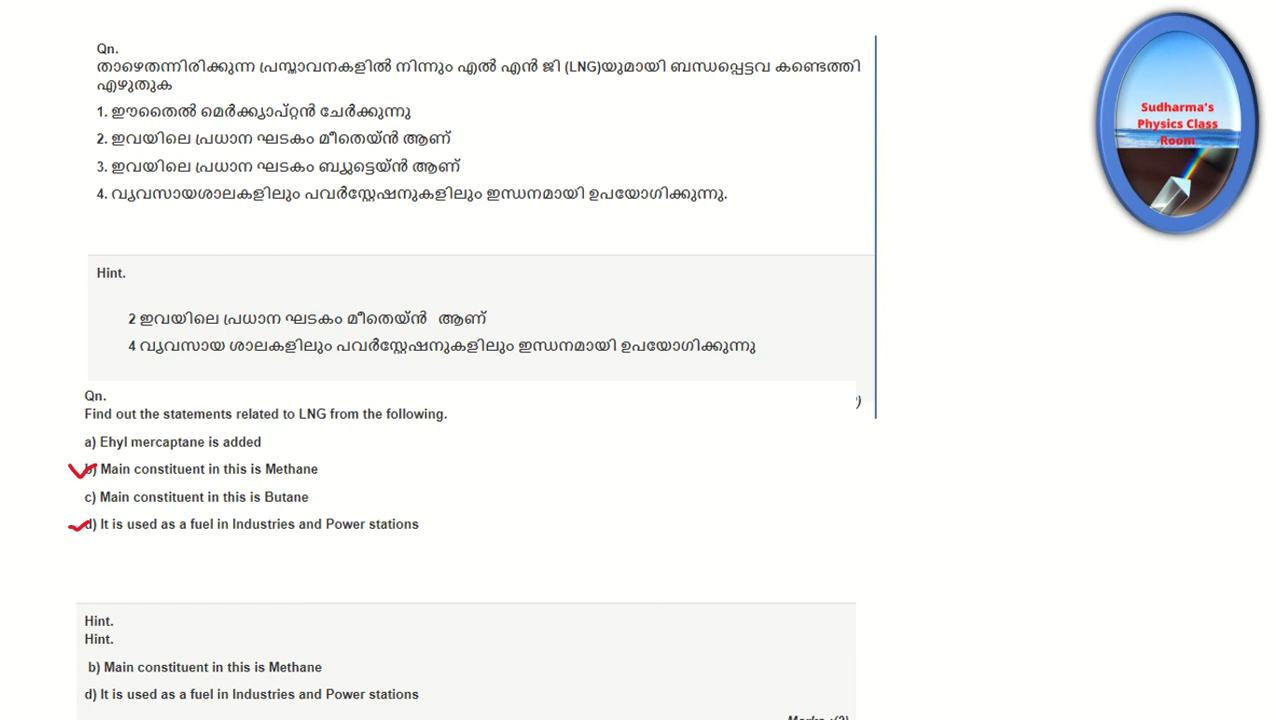 Qn.
താഴെതന്നിരിക്കുന്ന പ്രസ്താവനകളിൽ നിന്നും എൽ എൻ ജി (LNG)യുമായി ബന്ധപ്പെട്ടവ കണ്ടെത്തി
എഴുതുക
1. ഈതൈൽ മെർക്ക്യാപ്റ്റൻ ചേർക്കുന്നു
2. ഇവയിലെ പ്രധാന ഘടകം മീതെയ്ൻ ആണ്
3. ഇവയിലെ പ്രധാന ഘടകം ബ്യൂട്ടെയ്ൻ ആണ്
4. വ്യവസായശാലകളിലും പവർസ്റ്റേഷനുകളിലും ഇന്ധനമായി ഉപയോഗിക്കുന്നു.
Hint.
2 ഇവയിലെ പ്രധാന ഘടകം മീതെയ്ൻ ആണ്
4 വ്യവസായ ശാലകളിലും പവർസ്റ്റേഷനുകളിലും ഇന്ധനമായി ഉപയോഗിക്കുന്നു
Qn.
Find out the statements related to LNG from the following.
a) Ehyl mercaptane is added
b) Main constituent in this is Methane
c) Main constituent in this is Butane
d) It is used as a fuel in Industries and Power stations
Hint.
Hint.
b) Main constituent in this is Methane
d) It is used as a fuel in Industries and Power stations
Sudharma's
Physics Class
Room